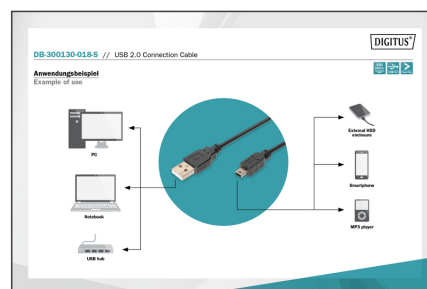 DIGITUS®
DB-300130-018-S // USB 2.0 Connection Cable
Anwendungsbeispiel
Example of use
PC
Notebook
USB hub
External HDD
enclosure
Smartphone
MP3 player